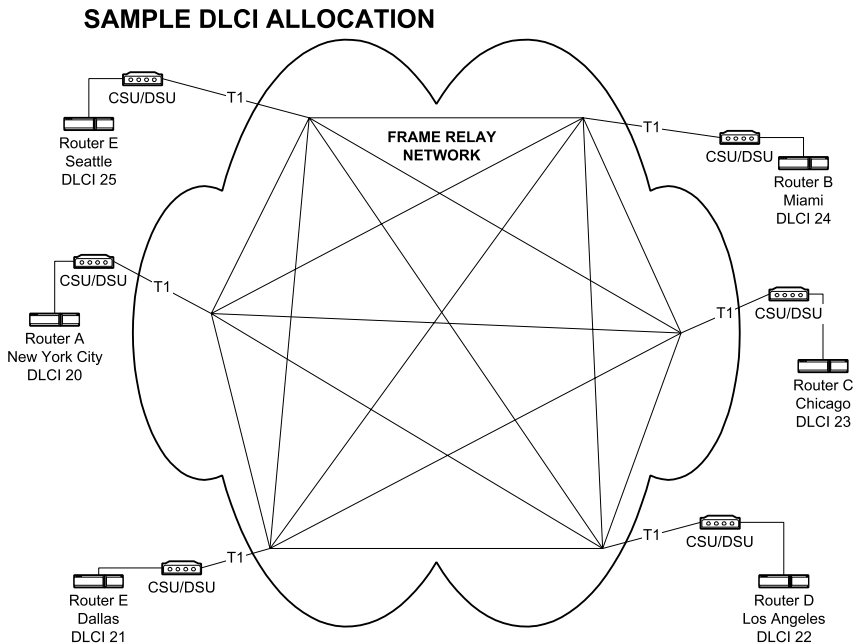 SAMPLE DLCI ALLOCATION
CSU/DSU
T1
Router E
Seattle
DLCI 25
FRAME RELAY
NETWORK
T1
CSU/DSU
Router B
Miami
DLCI 24
CSU/DSU
T1
Router A
New York City
DLCI 20
T1
CSU/DSU
Router C
Chicago
DLCI 23
T1
CSU/DSU
Router E
Dallas
DLCI 21
T1
CSU/DSU
Router D
Los Angeles
DLCI 22